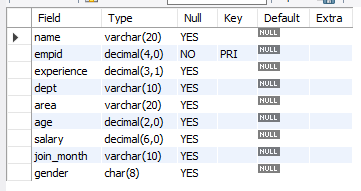 Field Type Null Key Default Extra
name varchar(20) YES NULL
empid decimal(4,0) NO PRI NULL
experience decimal(3,1) YES NULL
dept varchar(10) YES NULL
area varchar(20) YES NULL
age decimal(2,0) YES NULL
salary decimal(6,0) YES NULL
join_month varchar(10) YES NULL
gender char(8) YES NULL